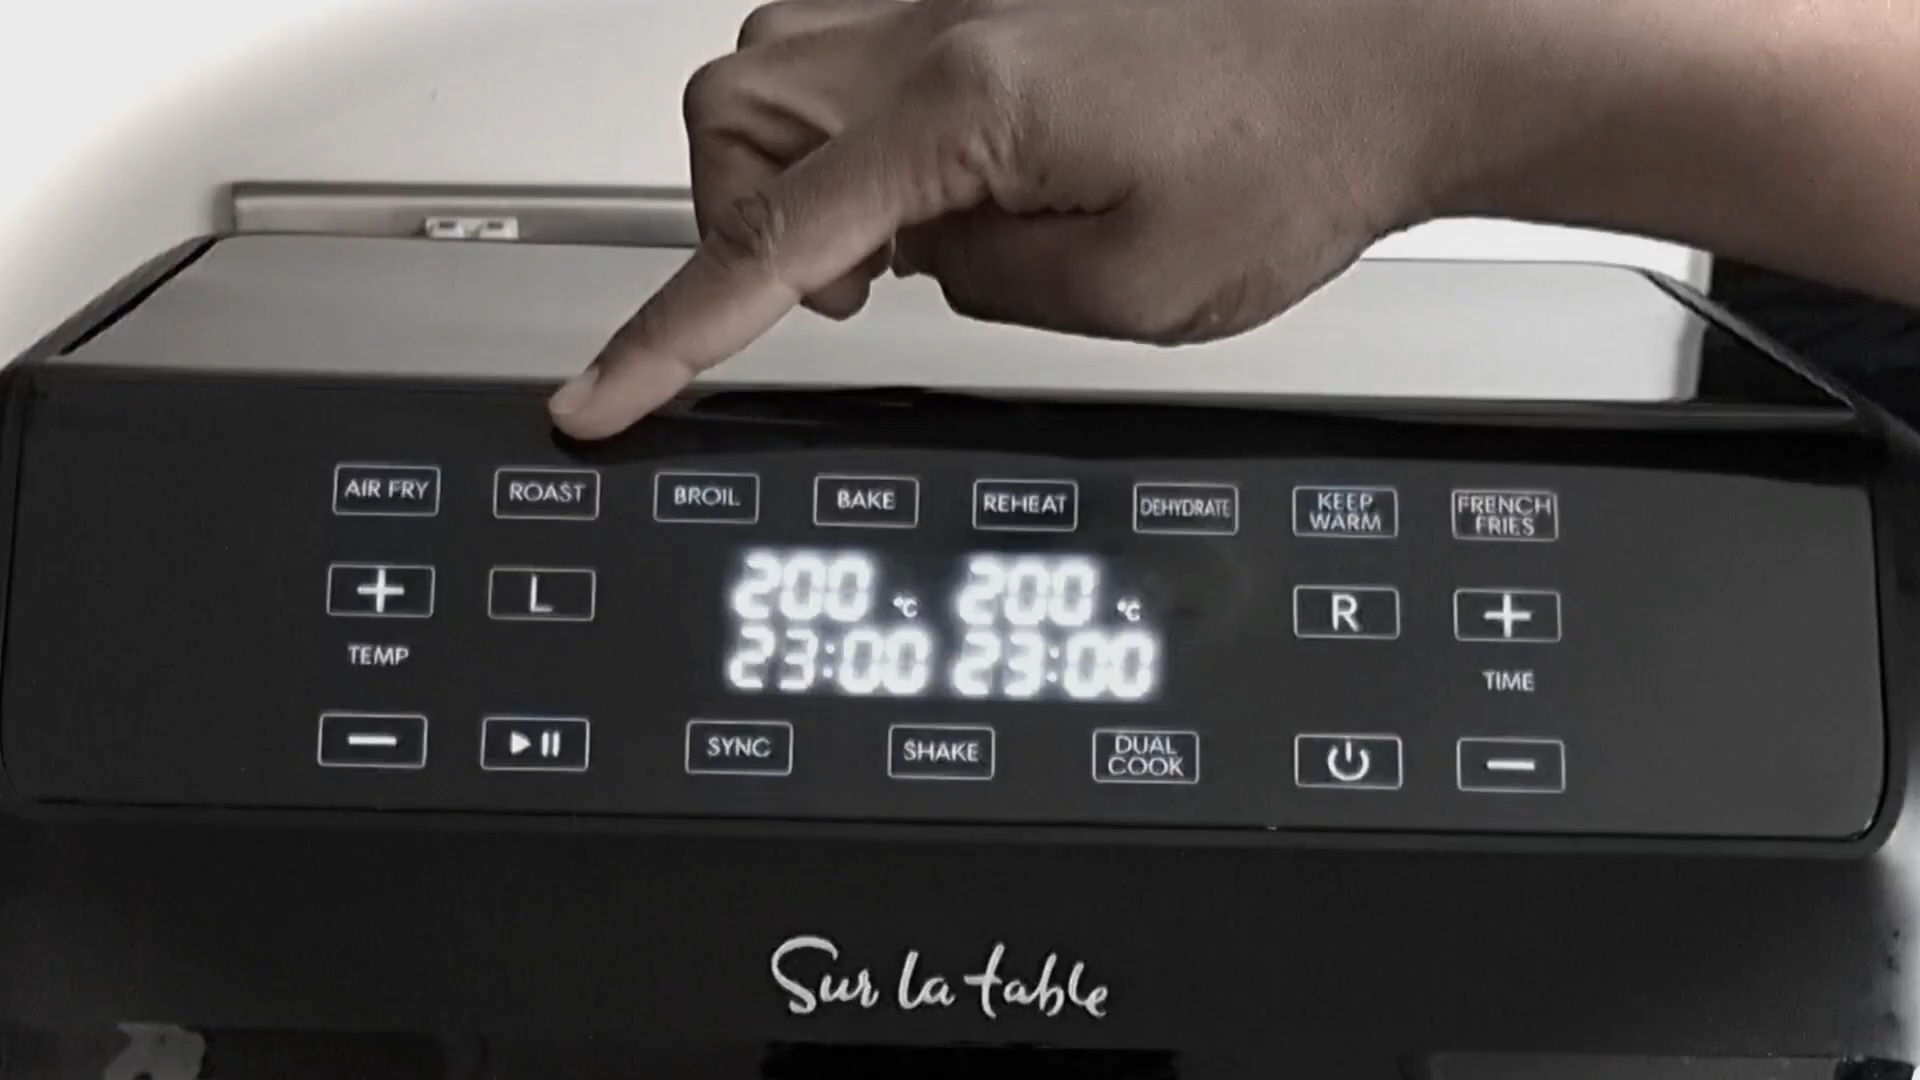 AIR FRY ROAST BROIL BAKE REHEAT DEHYDRATE KEEP WARM FRENCH FRIES
+ L 200 °C 200 °C R +
TEMP 23:00 23:00 TIME
− SYNC SHAKE DUAL COOK −
Sur la table